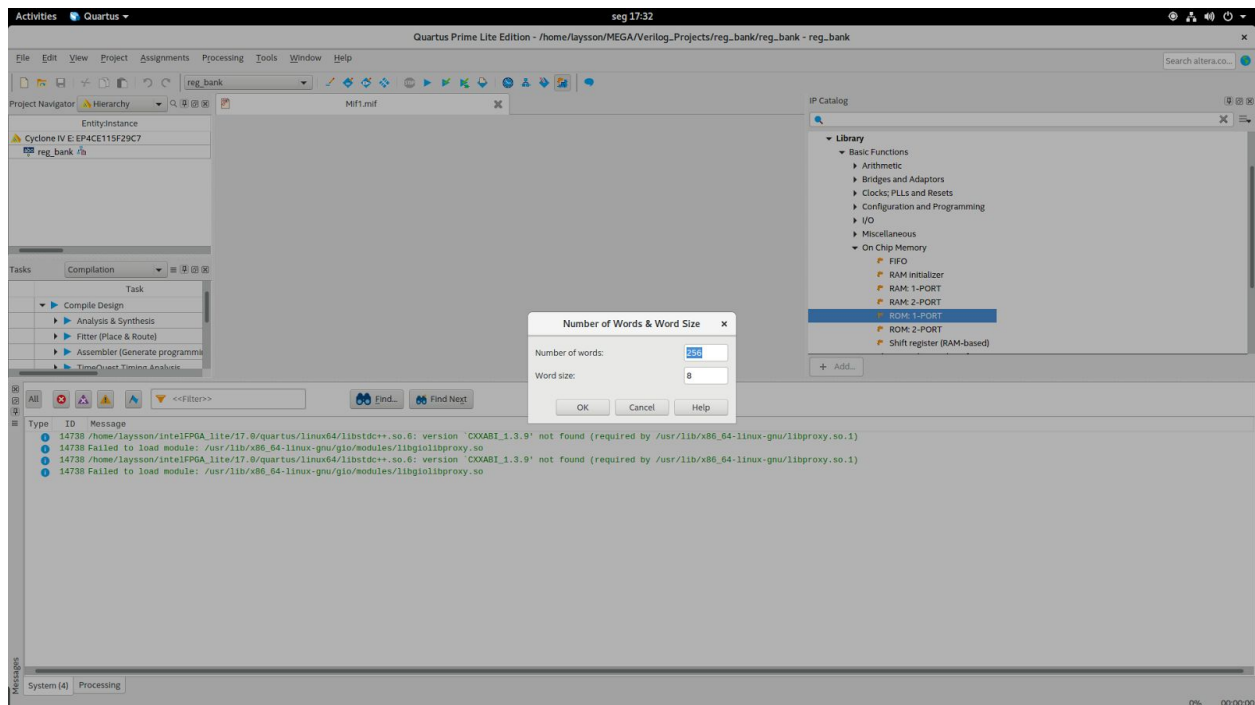 Activities Quartus seg 17:32
Quartus Prime Lite Edition - /home/laysson/MEGA/Verilog_Projects/reg_bank/reg_bank - reg_bank
File Edit View Project Assignments Processing Tools Window Help
Search altera.co...
reg_bank
Project Navigator Hierarchy
Entity:Instance
Cyclone IV E: EP4CE115F29C7
reg_bank
Tasks Compilation
Task
Compile Design
Analysis & Synthesis
Fitter (Place & Route)
Assembler (Generate programmi
TimeQuest Timing Analysis
Mif1.mif
Number of Words & Word Size
Number of words: 256
Word size: 8
OK Cancel Help
IP Catalog
Library
Basic Functions
Arithmetic
Bridges and Adaptors
Clocks; PLLs and Resets
Configuration and Programming
I/O
Miscellaneous
On Chip Memory
FIFO
RAM initializer
RAM: 1-PORT
RAM: 2-PORT
ROM: 1-PORT
ROM: 2-PORT
Shift register (RAM-based)
+ Add...
All <<Filter>> Find... Find Next
Type ID Message
14738 /home/laysson/intelFPGA_lite/17.0/quartus/linux64/libstdc++.so.6: version `CXXABI_1.3.9' not found (required by /usr/lib/x86_64-linux-gnu/libproxy.so.1)
14738 Failed to load module: /usr/lib/x86_64-linux-gnu/gio/modules/libgiolibproxy.so
14738 /home/laysson/intelFPGA_lite/17.0/quartus/linux64/libstdc++.so.6: version `CXXABI_1.3.9' not found (required by /usr/lib/x86_64-linux-gnu/libproxy.so.1)
14738 Failed to load module: /usr/lib/x86_64-linux-gnu/gio/modules/libgiolibproxy.so
Messages
System (4) Processing
0% 00:00:00